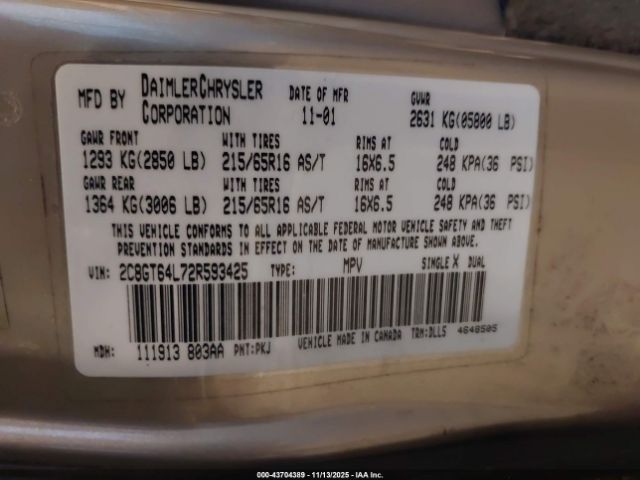 MFD BY DAIMLERCHRYSLER CORPORATION DATE OF MFR 11-01 GVWR 2631 KG(05800 LB)
GAWR FRONT WITH TIRES RIMS AT COLD
1293 KG(2850 LB) 215/65R16 AS/T 16X6.5 248 KPA(36 PSI)
GAWR REAR WITH TIRES RIMS AT COLD
1364 KG(3006 LB) 215/65R16 AS/T 16X6.5 248 KPA(36 PSI)
THIS VEHICLE CONFORMS TO ALL APPLICABLE FEDERAL MOTOR VEHICLE SAFETY AND THEFT
PREVENTION STANDARDS IN EFFECT ON THE DATE OF MANUFACTURE SHOWN ABOVE.
VIN: 2C8GT64L72R593425 TYPE: MPV SINGLE X DUAL
MDH: 111913 803AA PNT:PKJ VEHICLE MADE IN CANADA TRM:DLL5 4648505
000-43704389 - 11/13/2025 - IAAI.COM